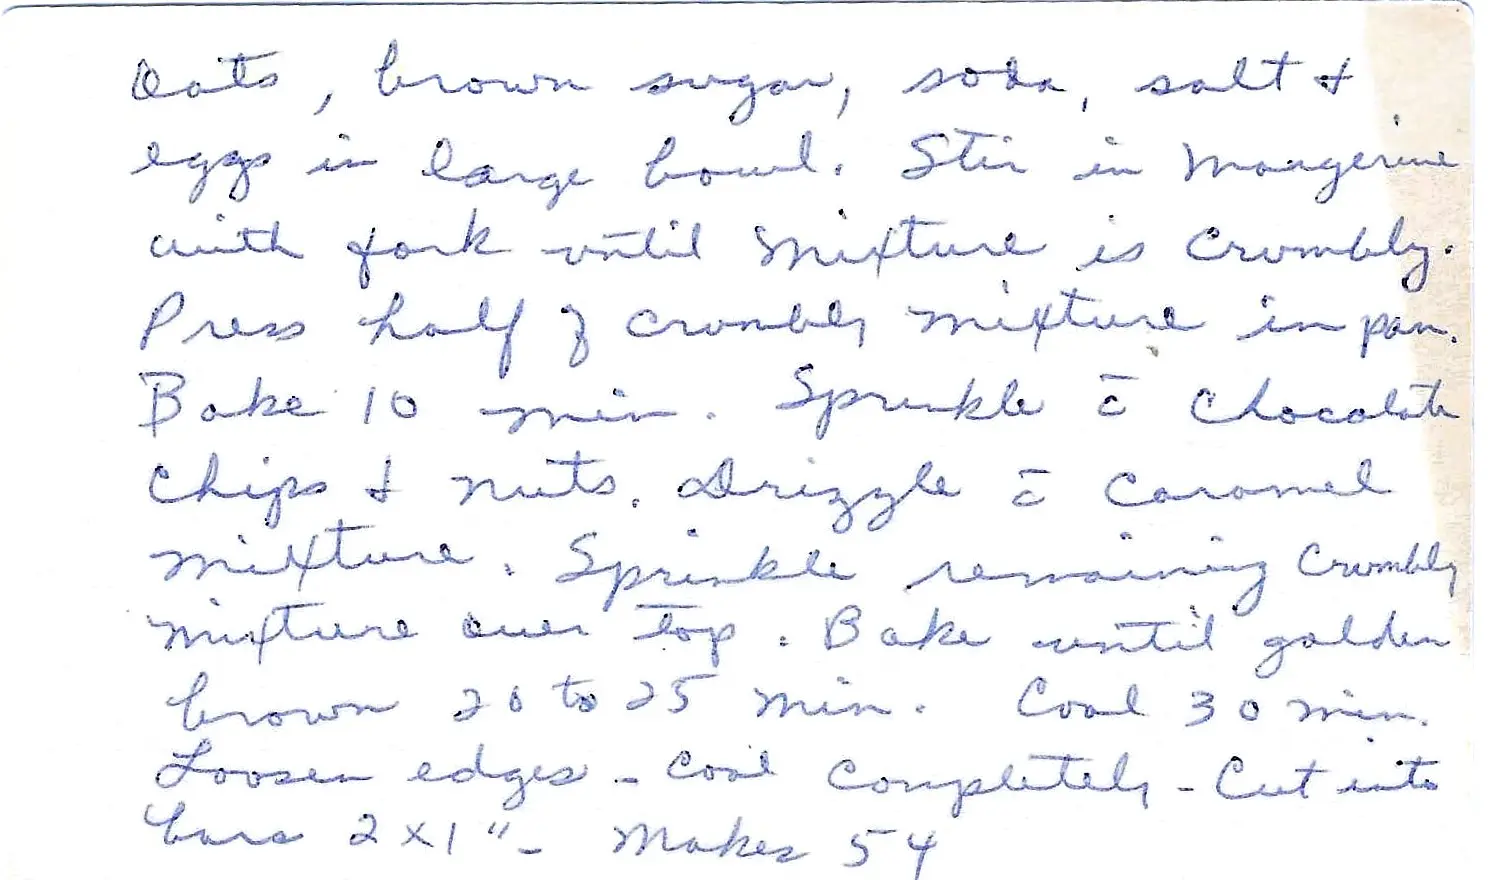 Oats, brown sugar, soda, salt &
eggs in large bowl. Stir in Margerine
with fork until mixture is crumbly.
Press half of crumbly mixture in pan.
Bake 10 min. Sprinkle c̄ chocolate
chips & nuts. Drizzle c̄ caramel
mixture. Sprinkle remaining crumbly
mixture over top. Bake until golden
brown 20 to 25 min. Cool 30 min.
Loosen edges - cool completely - Cut into
bars 2 x 1" - Makes 54